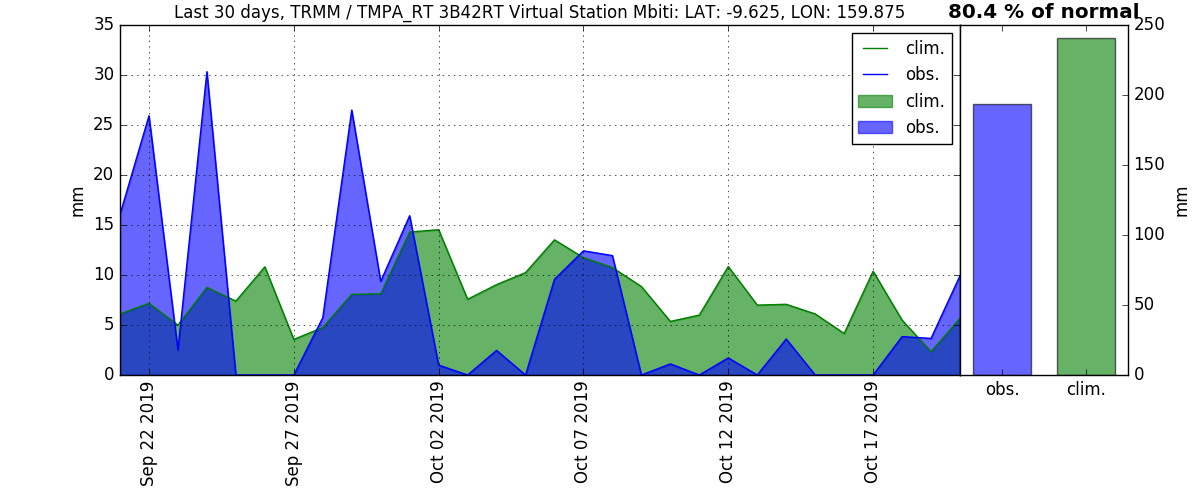 Last 30 days, TRMM / TMPA_RT 3B42RT Virtual Station Mbiti: LAT: -9.625, LON: 159.875
80.4 % of normal
35
30
25
20
15
10
5
0
mm
clim.
obs.
clim.
obs.
Sep 22 2019
Sep 27 2019
Oct 02 2019
Oct 07 2019
Oct 12 2019
Oct 17 2019
250
200
150
100
50
0
mm
obs.
clim.